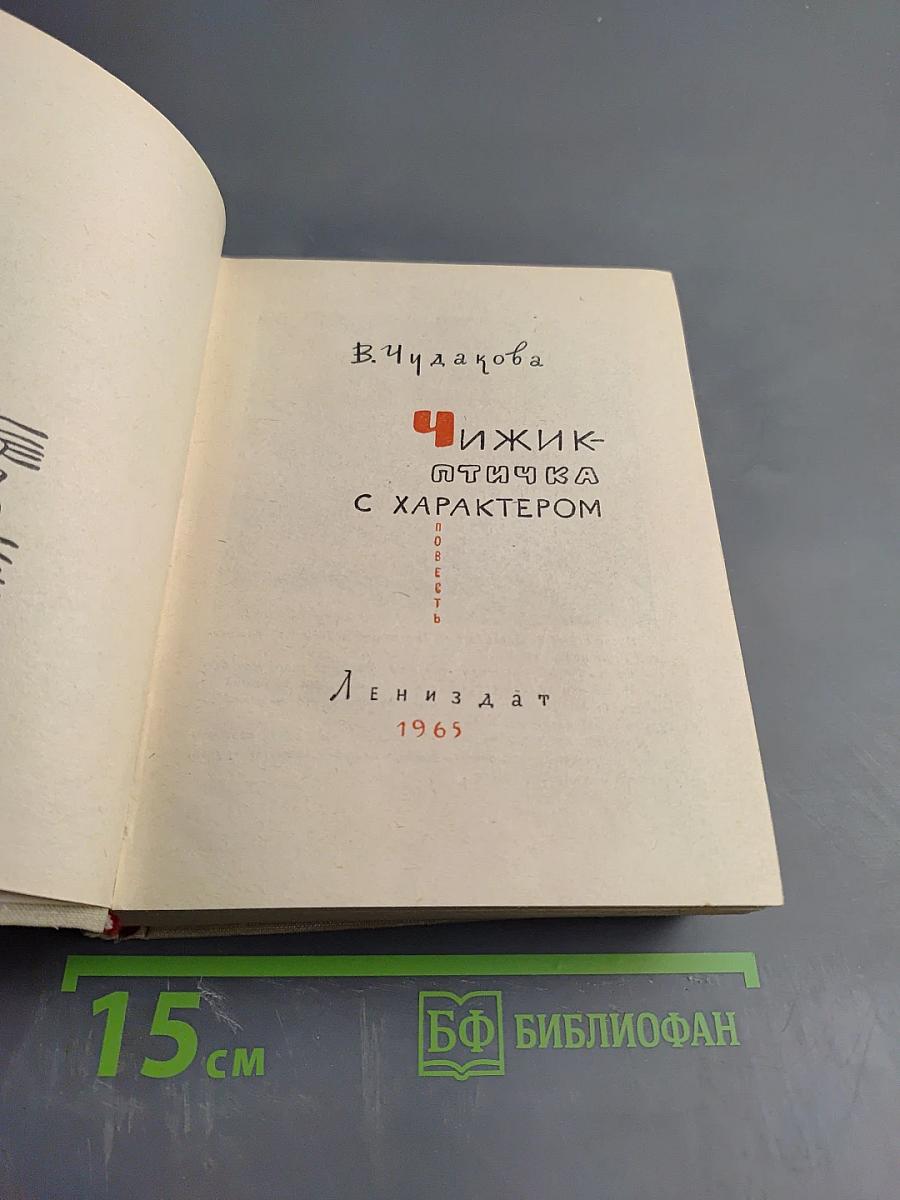 В. Чудакова
Чижик-
птичка
с характером
повесть
Лениздат
1965
15 см
БФ БИБЛИОФАН